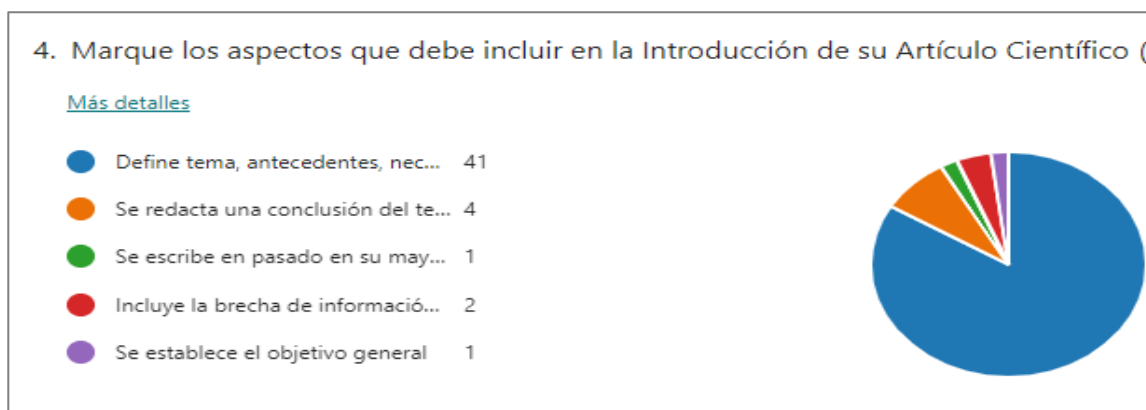 4. Marque los aspectos que debe incluir en la Introducción de su Artículo Científico (
Más detalles
Define tema, antecedentes, nec... 41
Se redacta una conclusión del te... 4
Se escribe en pasado en su may... 1
Incluye la brecha de informació... 2
Se establece el objetivo general 1